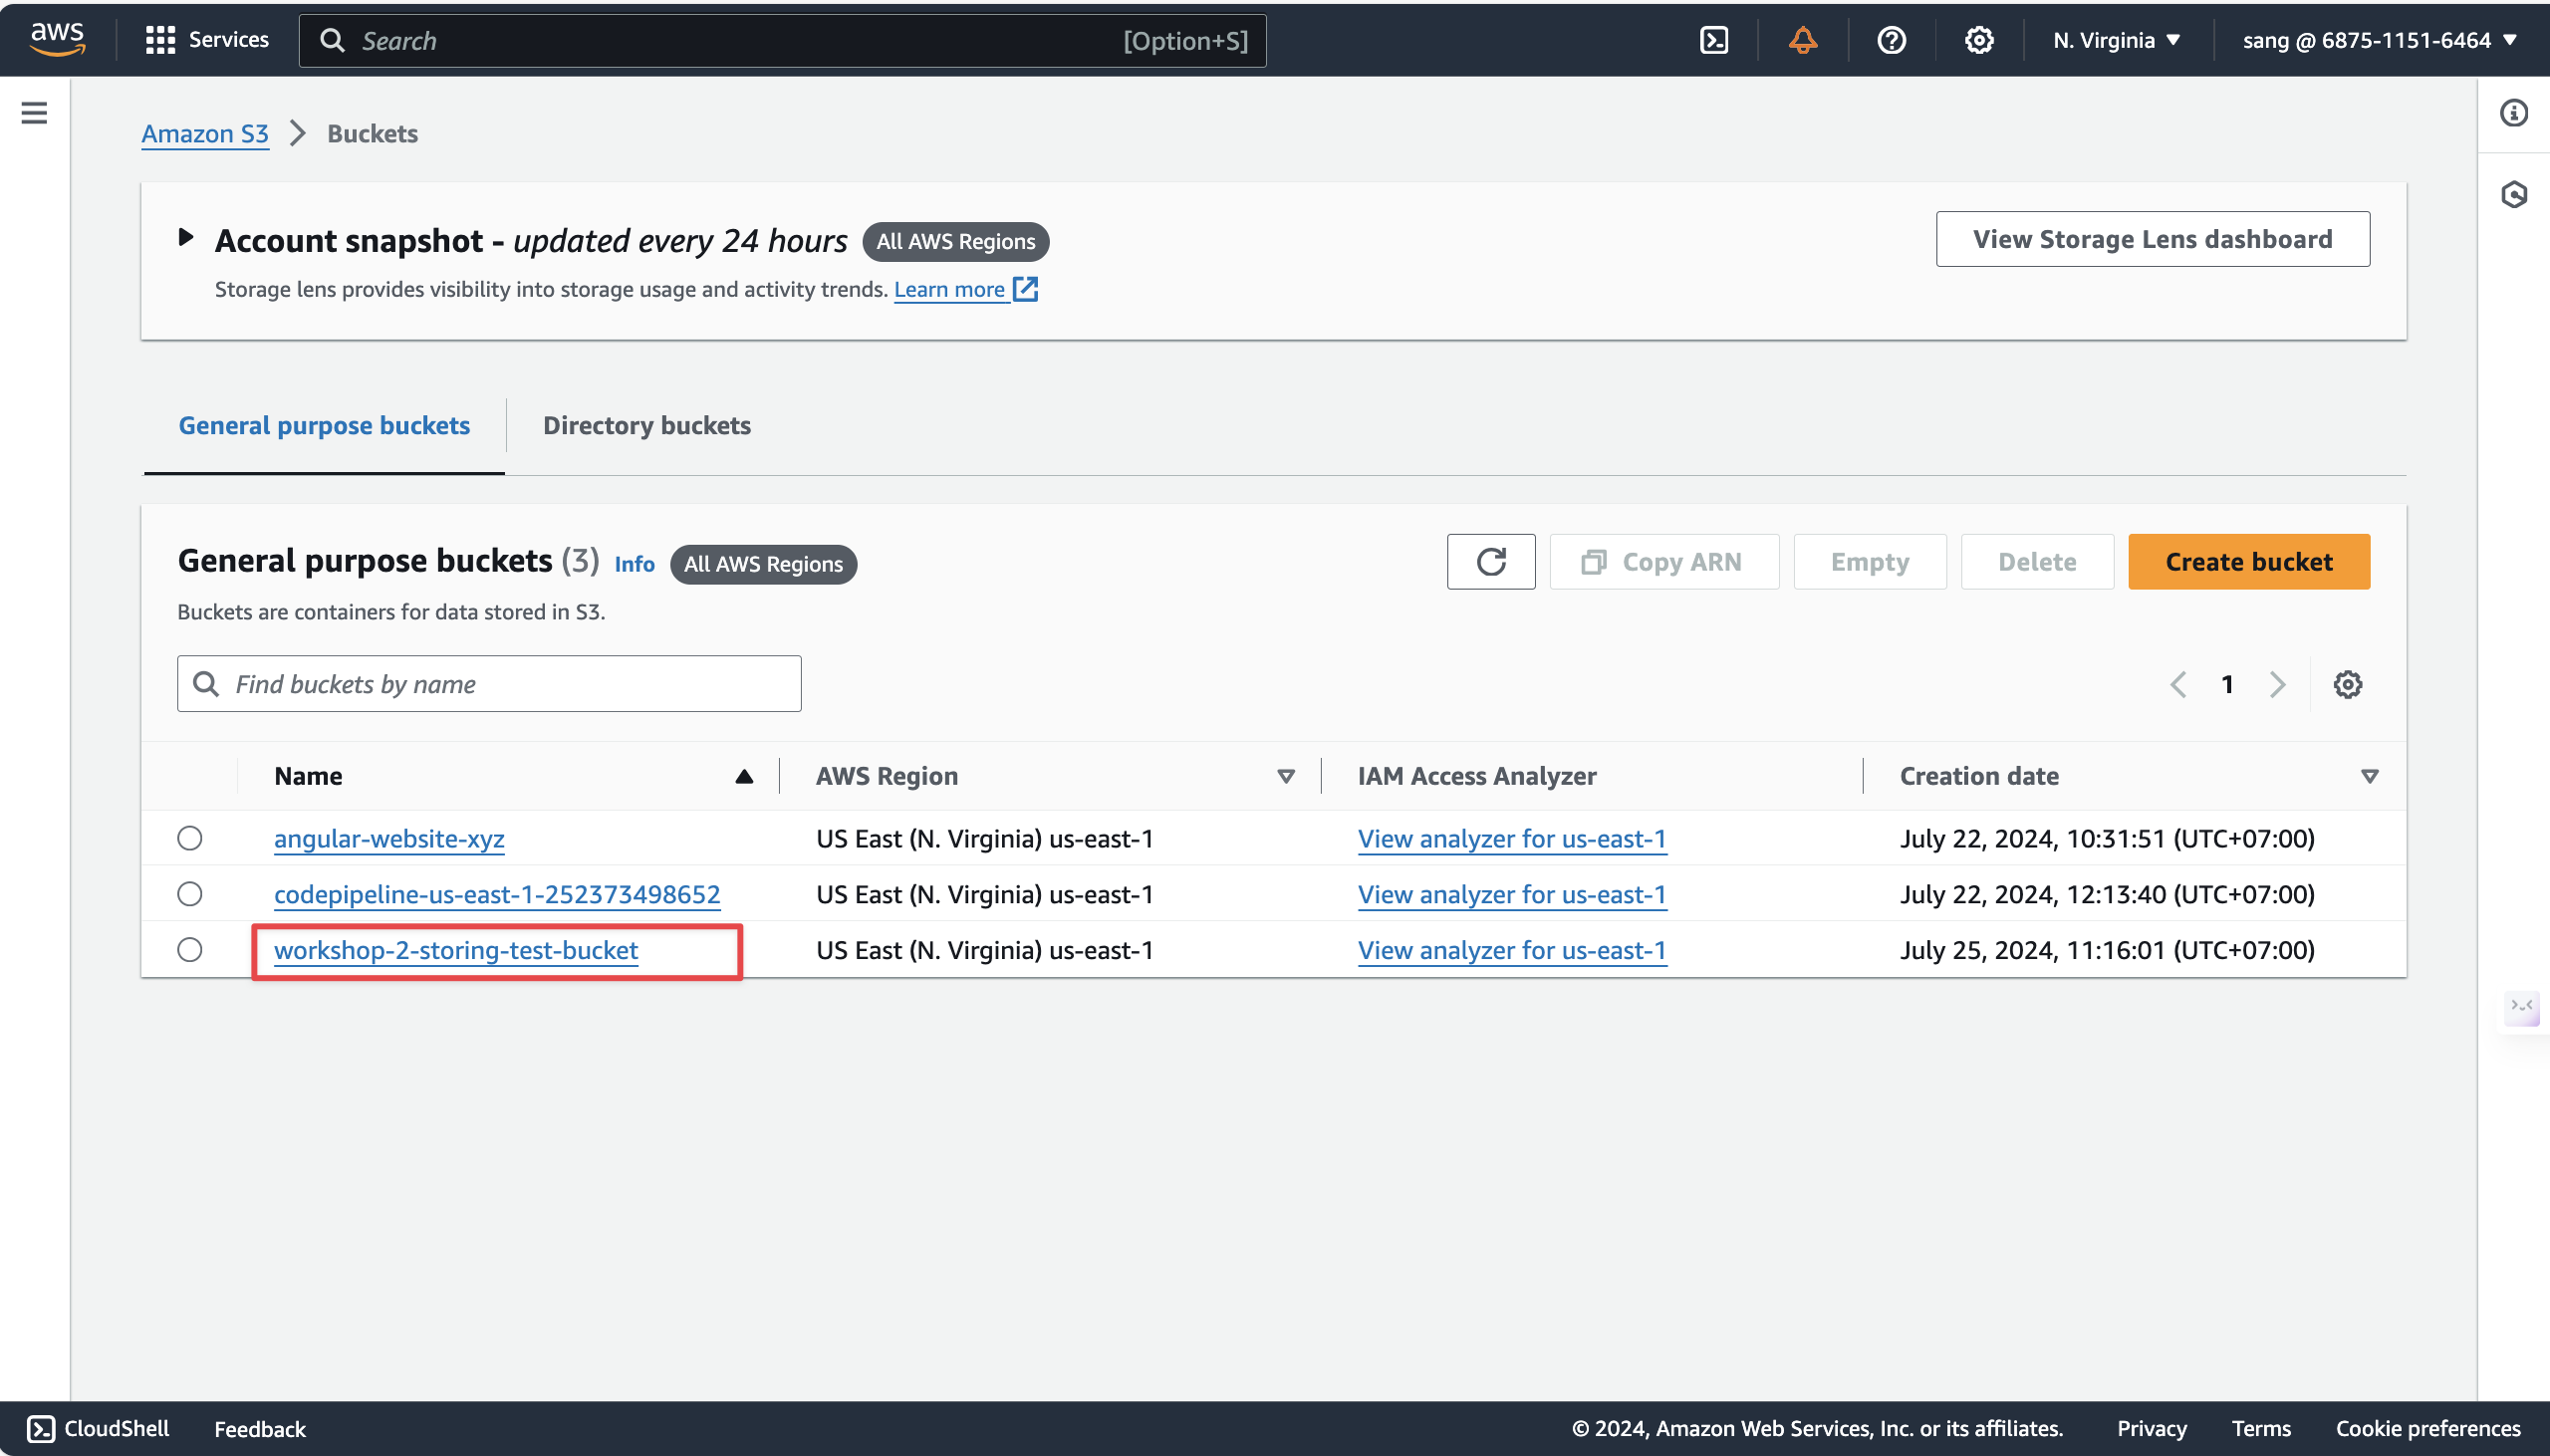 aws Services Search [Option+S] N. Virginia sang @ 6875-1151-6464
Amazon S3 Buckets
Account snapshot - updated every 24 hours All AWS Regions View Storage Lens dashboard
Storage lens provides visibility into storage usage and activity trends. Learn more
General purpose buckets Directory buckets
General purpose buckets (3) Info All AWS Regions Copy ARN Empty Delete Create bucket
Buckets are containers for data stored in S3.
Find buckets by name 1
Name AWS Region IAM Access Analyzer Creation date
angular-website-xyz US East (N. Virginia) us-east-1 View analyzer for us-east-1 July 22, 2024, 10:31:51 (UTC+07:00)
codepipeline-us-east-1-252373498652 US East (N. Virginia) us-east-1 View analyzer for us-east-1 July 22, 2024, 12:13:40 (UTC+07:00)
workshop-2-storing-test-bucket US East (N. Virginia) us-east-1 View analyzer for us-east-1 July 25, 2024, 11:16:01 (UTC+07:00)
CloudShell Feedback © 2024, Amazon Web Services, Inc. or its affiliates. Privacy Terms Cookie preferences